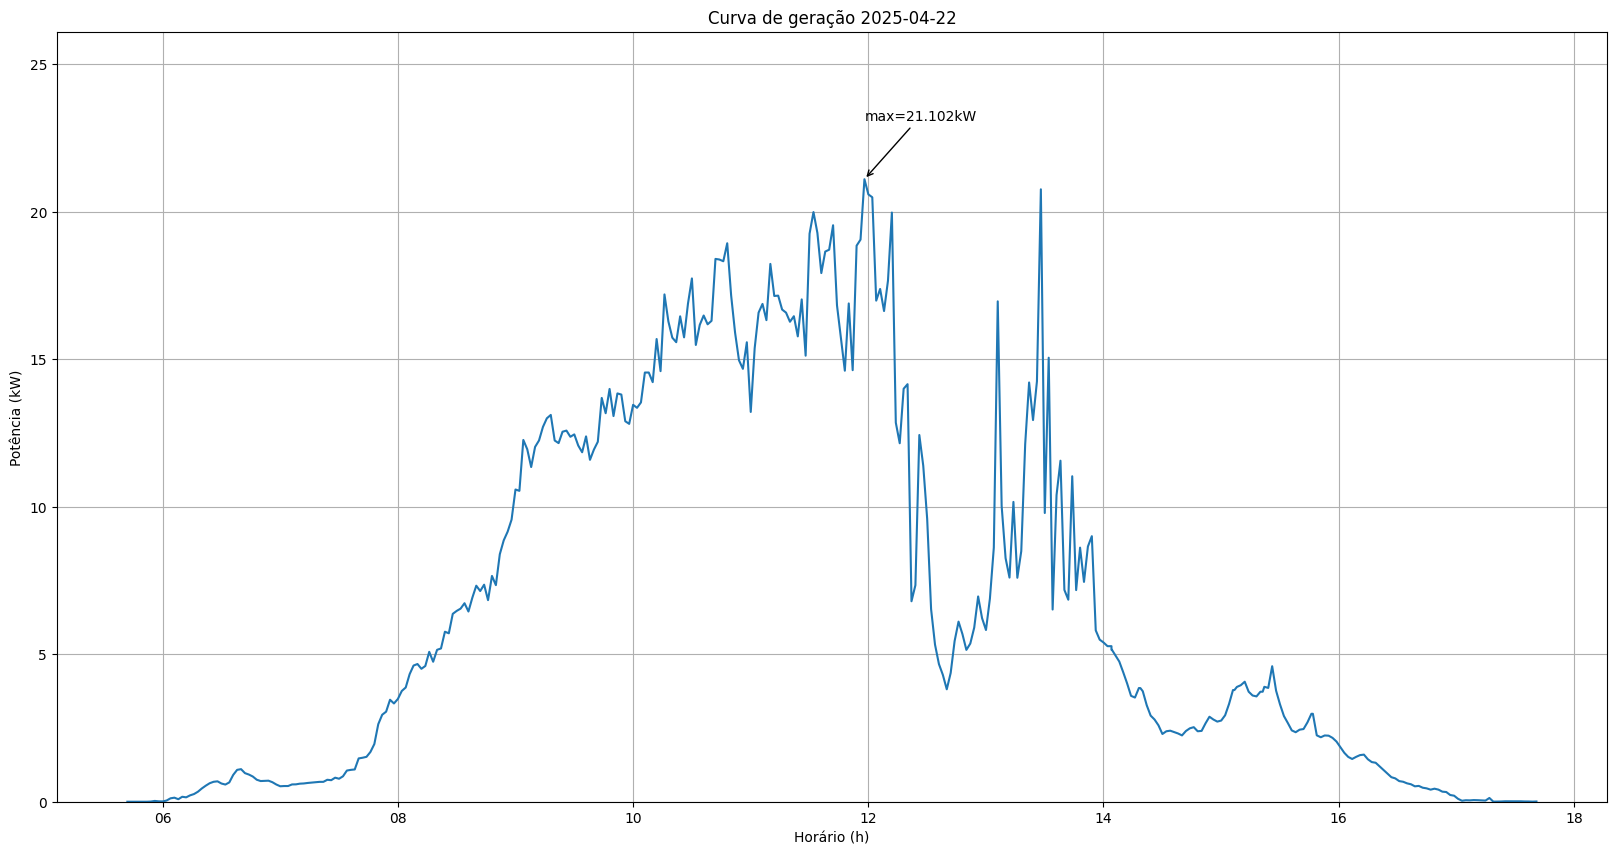 Curva de geração 2025-04-22
25
max=21.102kW
20
15
Potência (kW)
10
5
0
06 08 10 12 14 16 18
Horário (h)